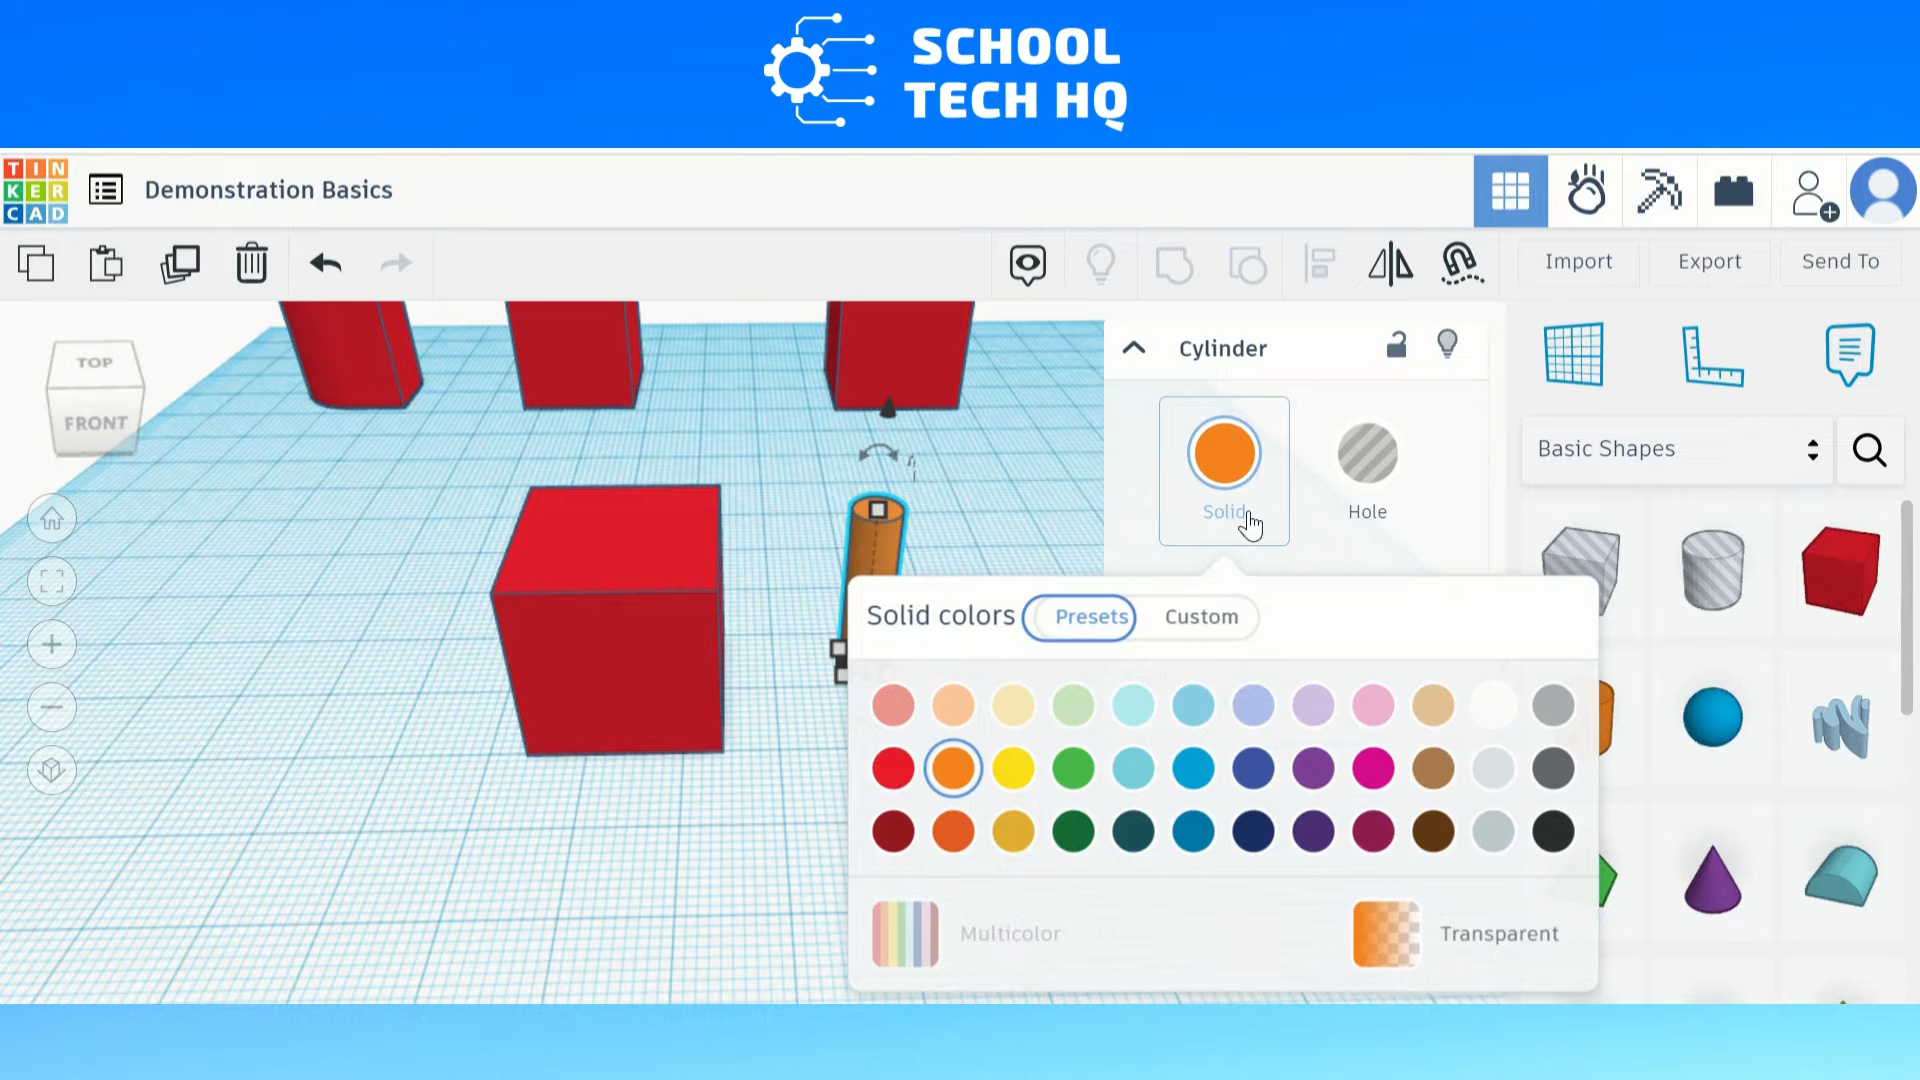 SCHOOL
TECH HQ
TIN
KER
CAD
Demonstration Basics
Import
Export
Send To
TOP
FRONT
Cylinder
Solid
Hole
Basic Shapes
Solid colors
Presets
Custom
Multicolor
Transparent